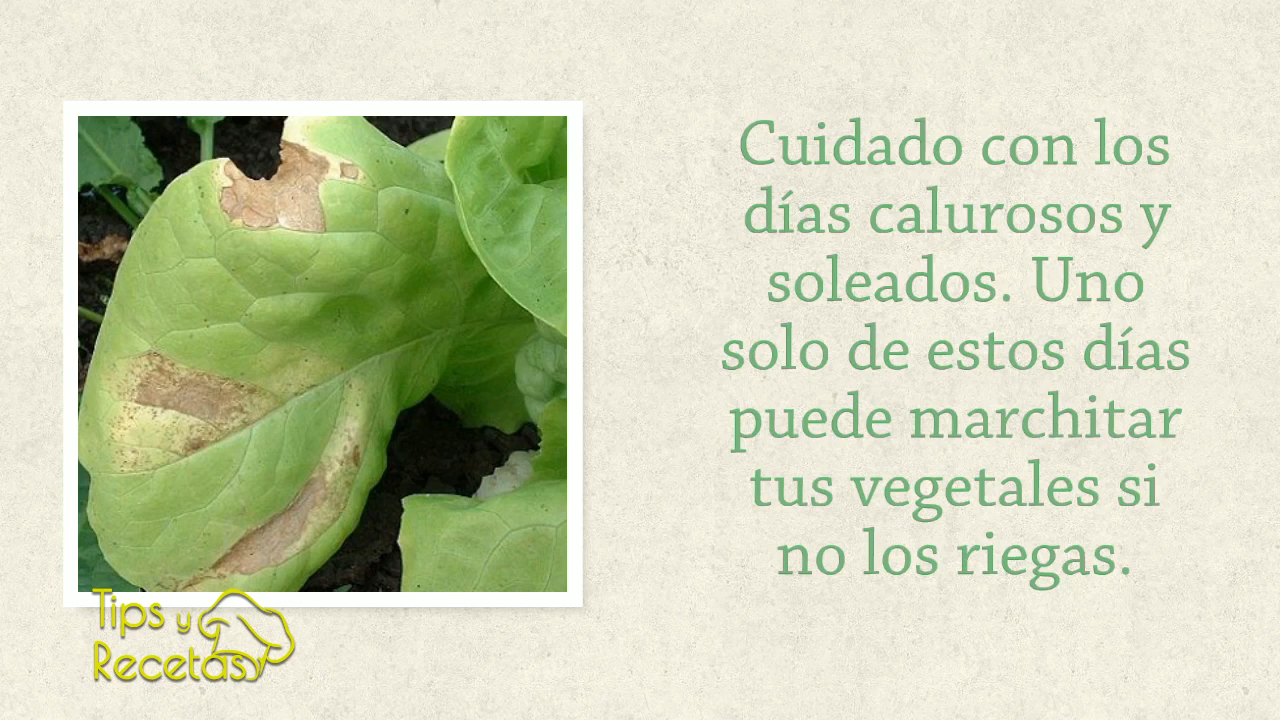 Cuidado con los
días calurosos y
soleados. Uno
solo de estos días
puede marchitar
tus vegetales si
no los riegas.
Tips y
Recetas